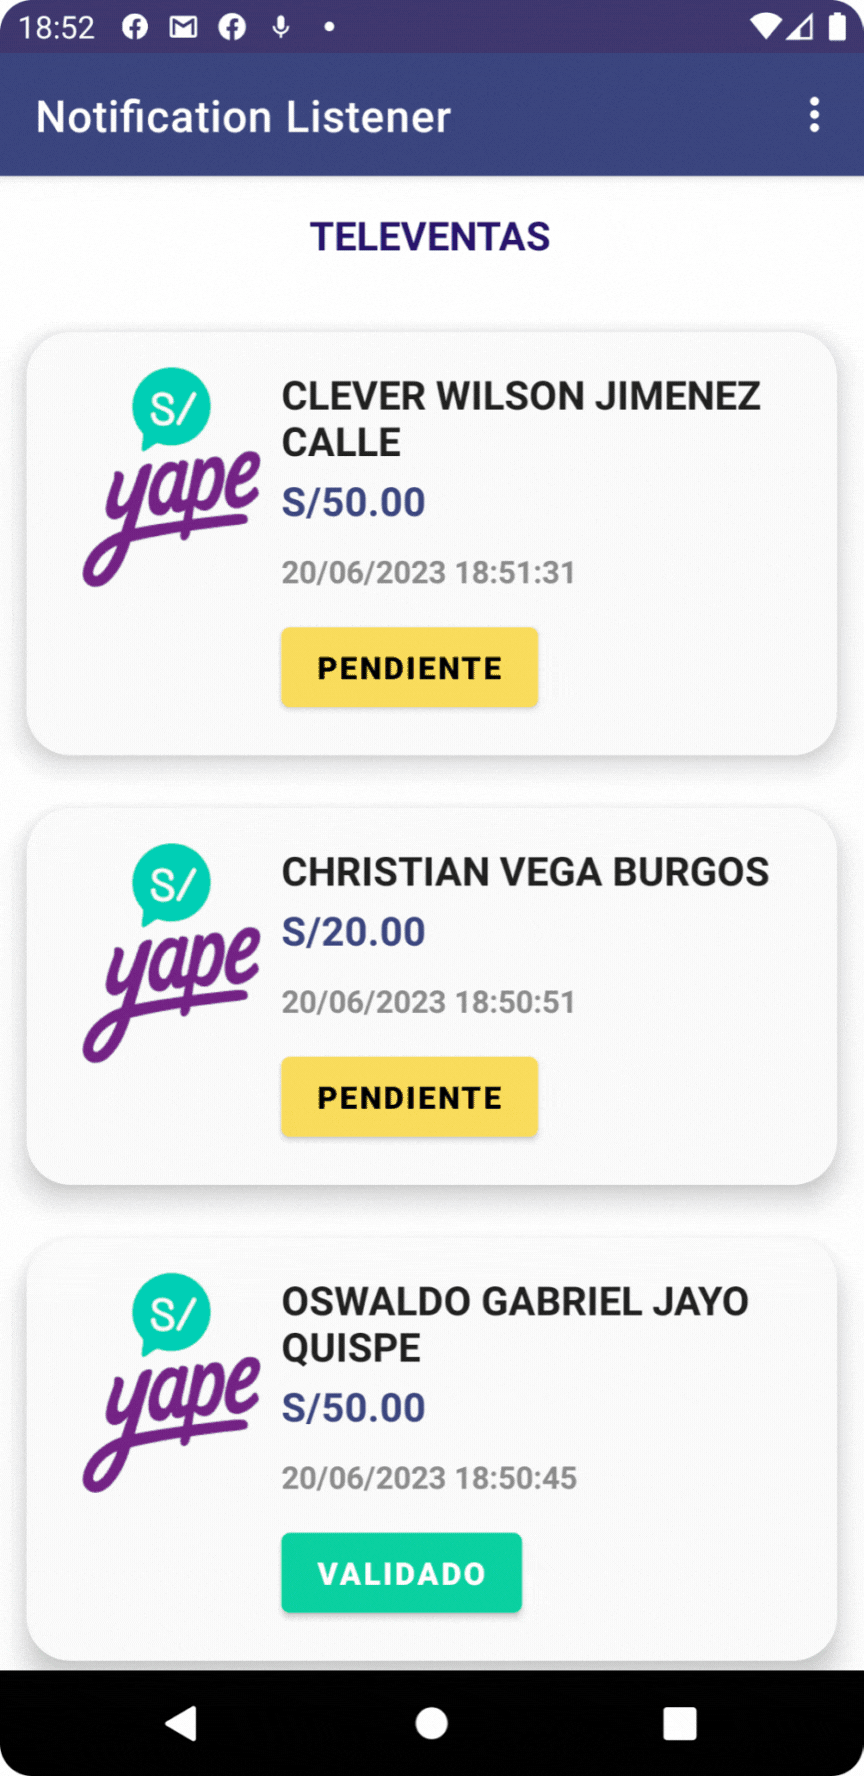 18:52
Notification Listener
TELEVENTAS
S/
yape
CLEVER WILSON JIMENEZ
CALLE
S/50.00
20/06/2023 18:51:31
PENDIENTE
S/
yape
CHRISTIAN VEGA BURGOS
S/20.00
20/06/2023 18:50:51
PENDIENTE
S/
yape
OSWALDO GABRIEL JAYO
QUISPE
S/50.00
20/06/2023 18:50:45
VALIDADO